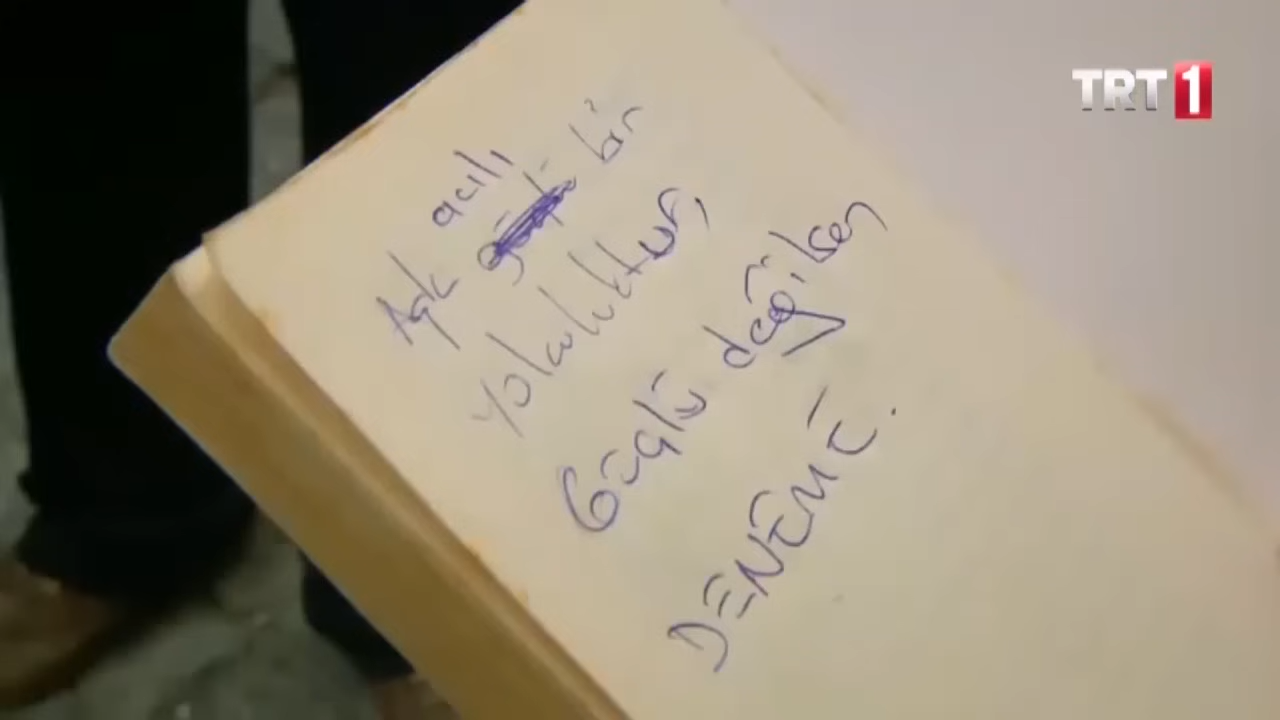 TRT 1
Aşk acılı bir
yolculuktur,
Güçlü değilsen
DENEME.